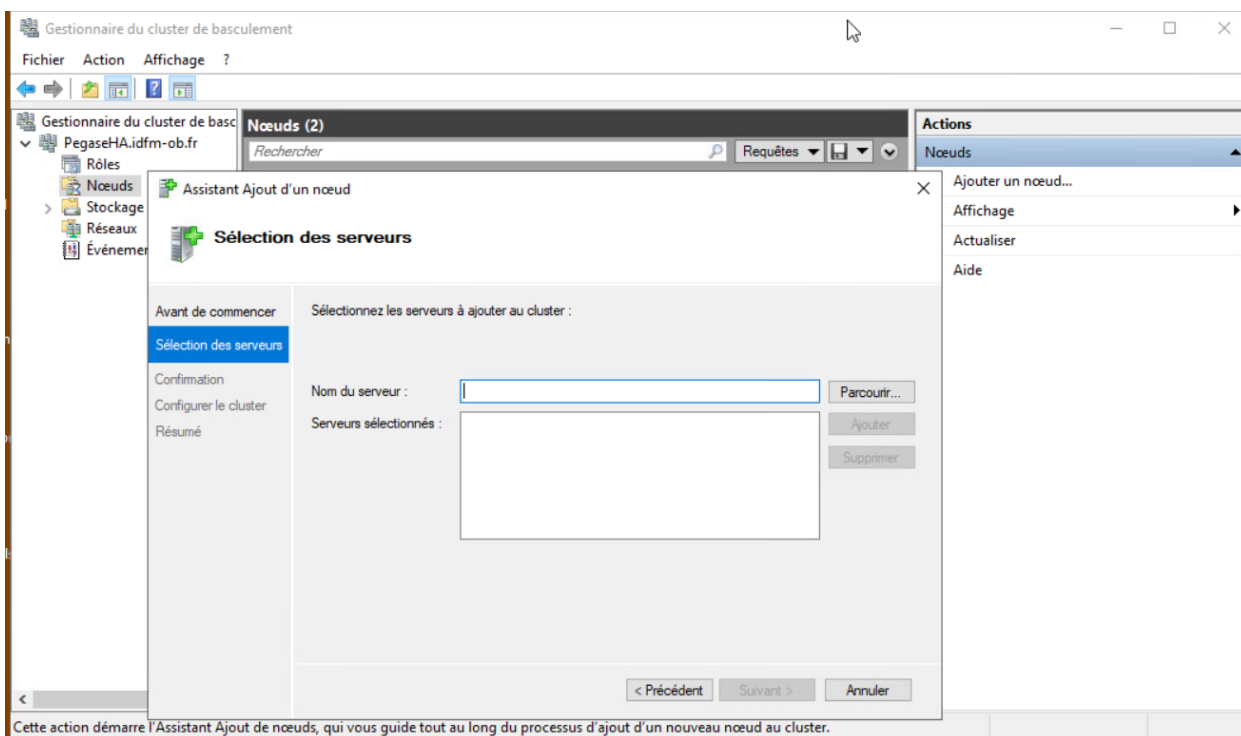 Gestionnaire du cluster de basculement
Fichier Action Affichage ?
Gestionnaire du cluster de basc
PegaseHA.idfm-ob.fr
Rôles
Nœuds
Stockage
Réseaux
Événemer
Nœuds (2)
Rechercher
Requêtes
Actions
Nœuds
Ajouter un nœud...
Affichage
Actualiser
Aide
Assistant Ajout d'un nœud
Sélection des serveurs
Avant de commencer
Sélection des serveurs
Confirmation
Configurer le cluster
Résumé
Sélectionnez les serveurs à ajouter au cluster :
Nom du serveur :
Parcourir...
Serveurs sélectionnés :
Ajouter
Supprimer
< Précédent
Suivant >
Annuler
Cette action démarre l'Assistant Ajout de nœuds, qui vous guide tout au long du processus d'ajout d'un nouveau nœud au cluster.